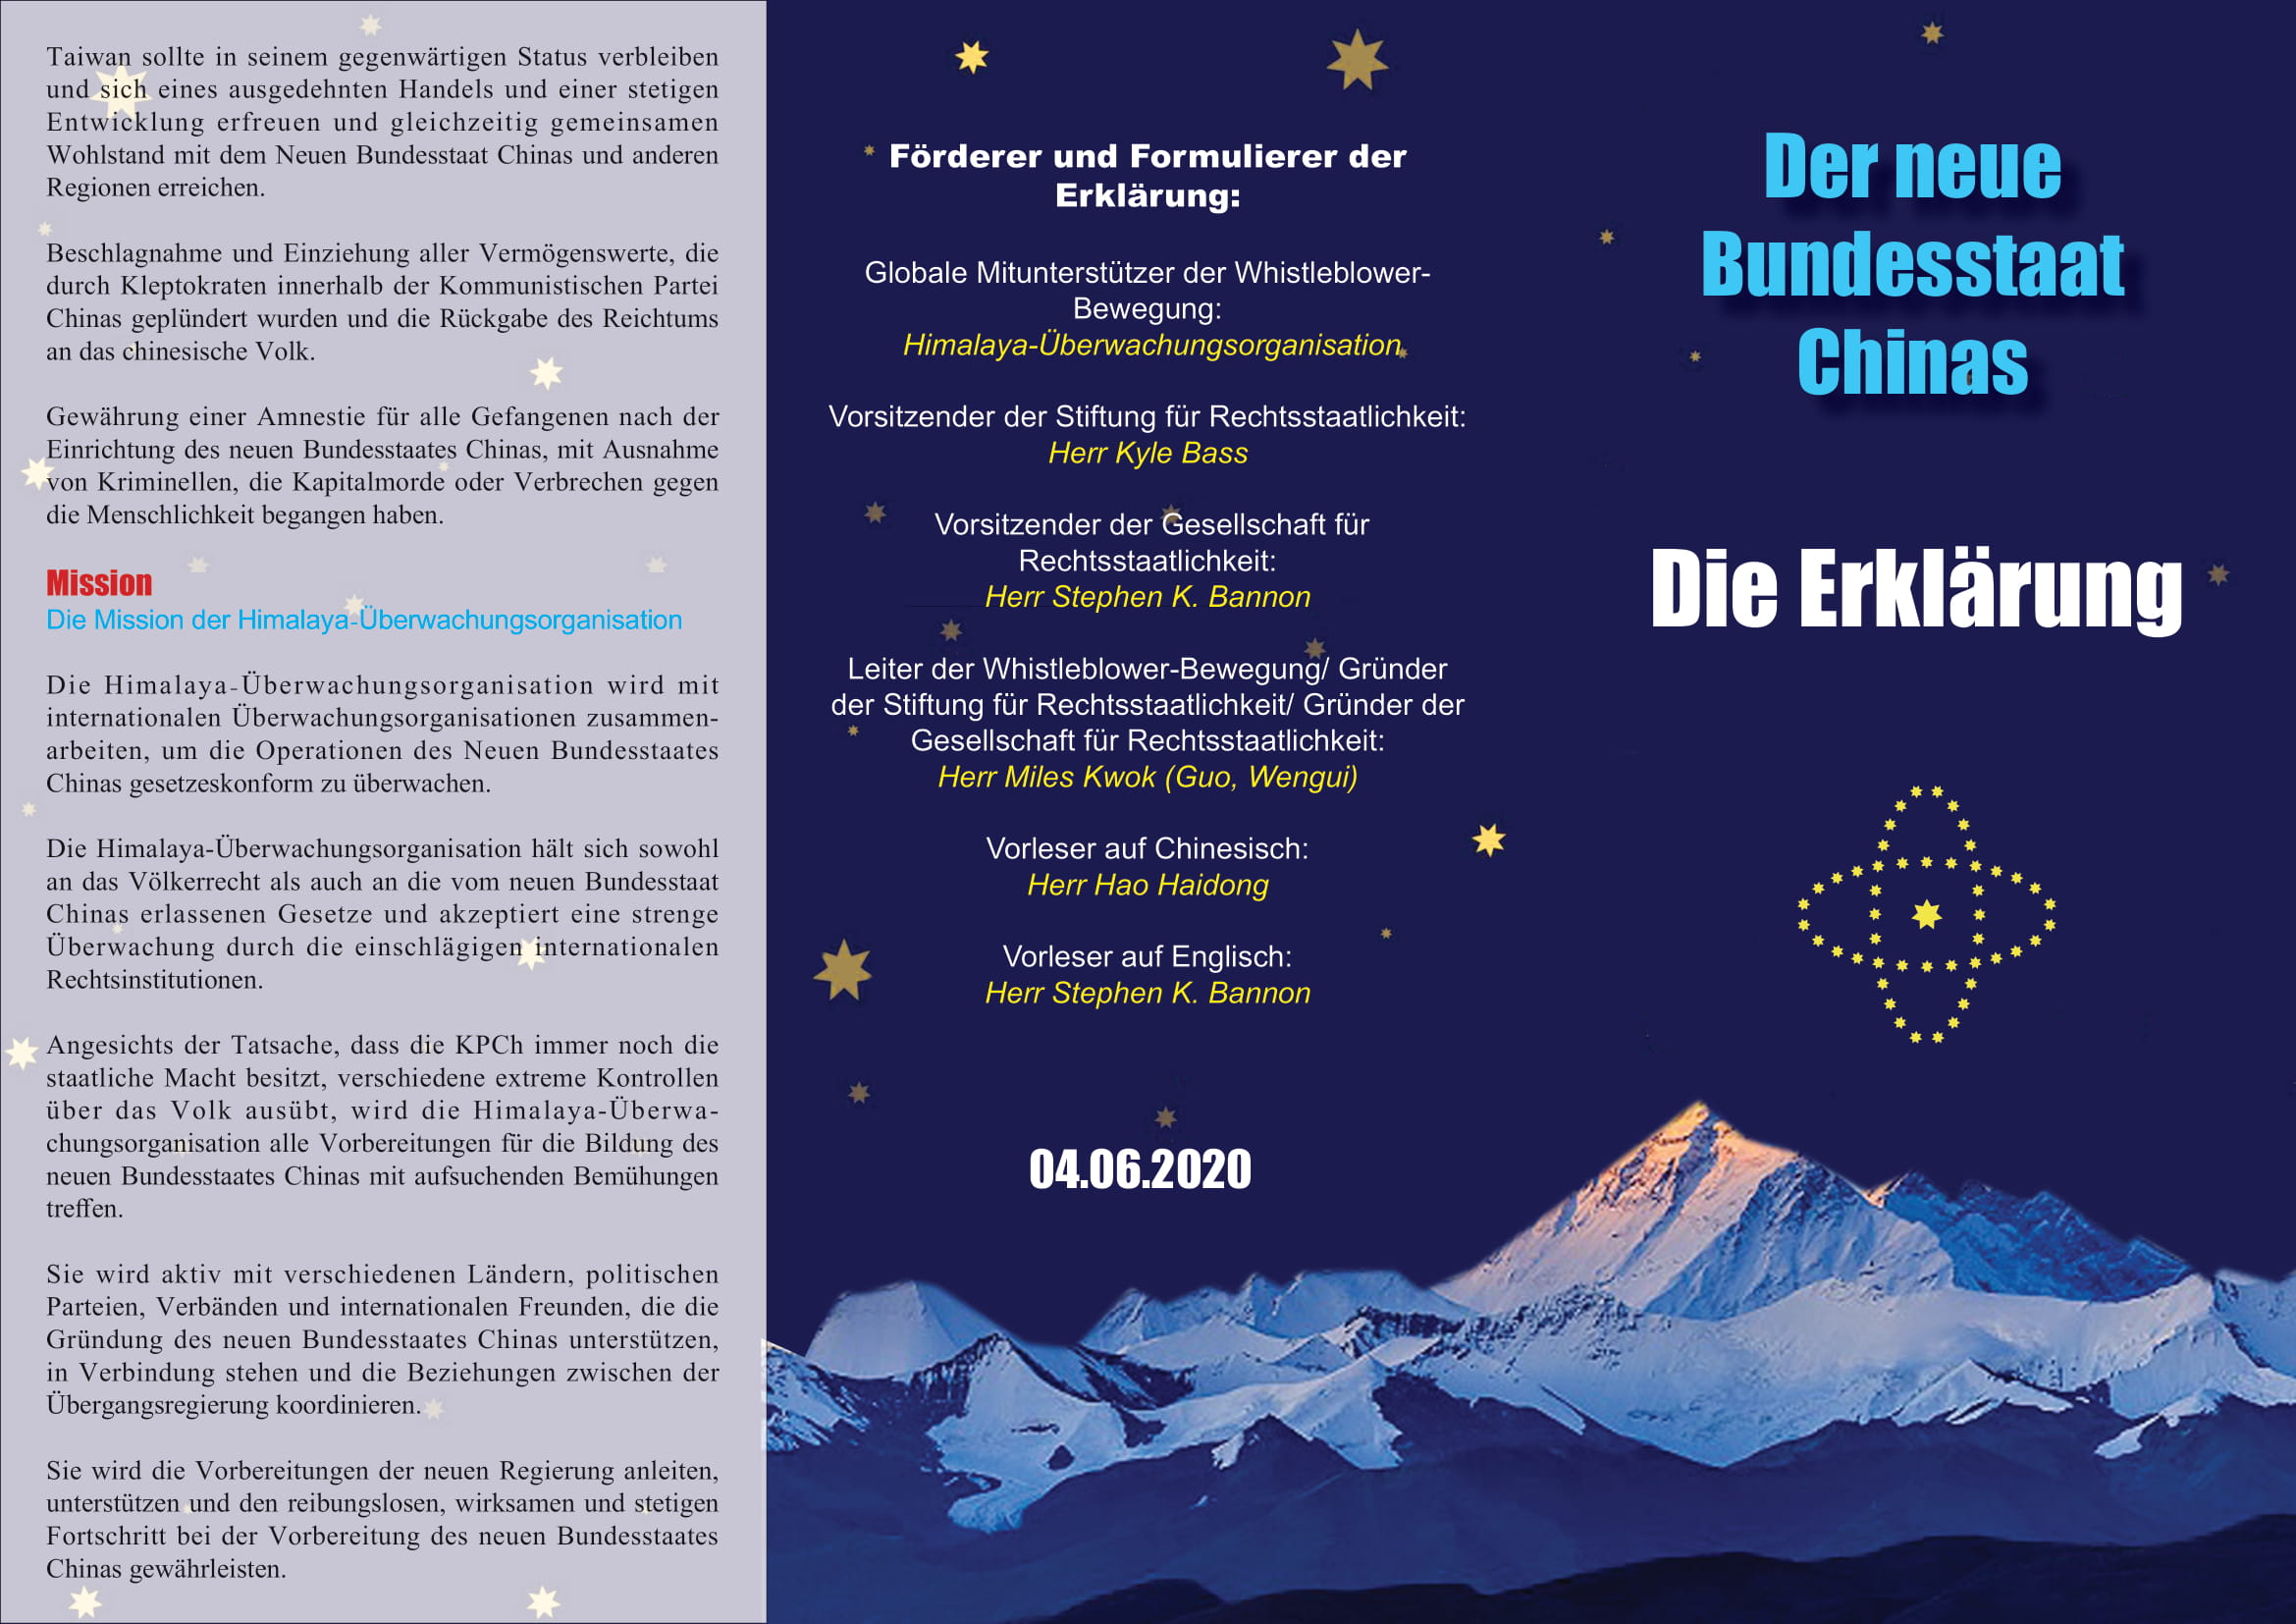 Taiwan sollte in seinem gegenwärtigen Status verbleiben
und sich eines ausgedehnten Handels und einer stetigen
Entwicklung erfreuen und gleichzeitig gemeinsamen
Wohlstand mit dem Neuen Bundesstaat Chinas und anderen
Regionen erreichen.
Beschlagnahme und Einziehung aller Vermögenswerte, die
durch Kleptokraten innerhalb der Kommunistischen Partei
Chinas geplündert wurden und die Rückgabe des Reichtums
an das chinesische Volk.
Gewährung einer Amnestie für alle Gefangenen nach der
Einrichtung des neuen Bundesstaates Chinas, mit Ausnahme
von Kriminellen, die Kapitalmorde oder Verbrechen gegen
die Menschlichkeit begangen haben.
Mission
Die Mission der Himalaya-Überwachungsorganisation
Die Himalaya-Überwachungsorganisation wird mit
internationalen Überwachungsorganisationen zusammen-
arbeiten, um die Operationen des Neuen Bundesstaates
Chinas gesetzeskonform zu überwachen.
Die Himalaya-Überwachungsorganisation hält sich sowohl
an das Völkerrecht als auch an die vom neuen Bundesstaat
Chinas erlassenen Gesetze und akzeptiert eine strenge
Überwachung durch die einschlägigen internationalen
Rechtsinstitutionen.
Angesichts der Tatsache, dass die KPCh immer noch die
staatliche Macht besitzt, verschiedene extreme Kontrollen
über das Volk ausübt, wird die Himalaya-Überwa-
chungsorganisation alle Vorbereitungen für die Bildung des
neuen Bundesstaates Chinas mit aufsuchenden Bemühungen
treffen.
Sie wird aktiv mit verschiedenen Ländern, politischen
Parteien, Verbänden und internationalen Freunden, die die
Gründung des neuen Bundesstaates Chinas unterstützen,
in Verbindung stehen und die Beziehungen zwischen der
Übergangsregierung koordinieren.
Sie wird die Vorbereitungen der neuen Regierung anleiten,
unterstützen und den reibungslosen, wirksamen und stetigen
Fortschritt bei der Vorbereitung des neuen Bundesstaates
Chinas gewährleisten.
Förderer und Formulierer der
Erklärung:
Globale Mitunterstützer der Whistleblower-
Bewegung:
Himalaya-Überwachungsorganisation
Vorsitzender der Stiftung für Rechtsstaatlichkeit:
Herr Kyle Bass
Vorsitzender der Gesellschaft für
Rechtsstaatlichkeit:
Herr Stephen K. Bannon
Leiter der Whistleblower-Bewegung/ Gründer
der Stiftung für Rechtsstaatlichkeit/ Gründer der
Gesellschaft für Rechtsstaatlichkeit:
Herr Miles Kwok (Guo, Wengui)
Vorleser auf Chinesisch:
Herr Hao Haidong
Vorleser auf Englisch:
Herr Stephen K. Bannon
04.06.2020
Der neue
Bundesstaat
Chinas
Die Erklärung